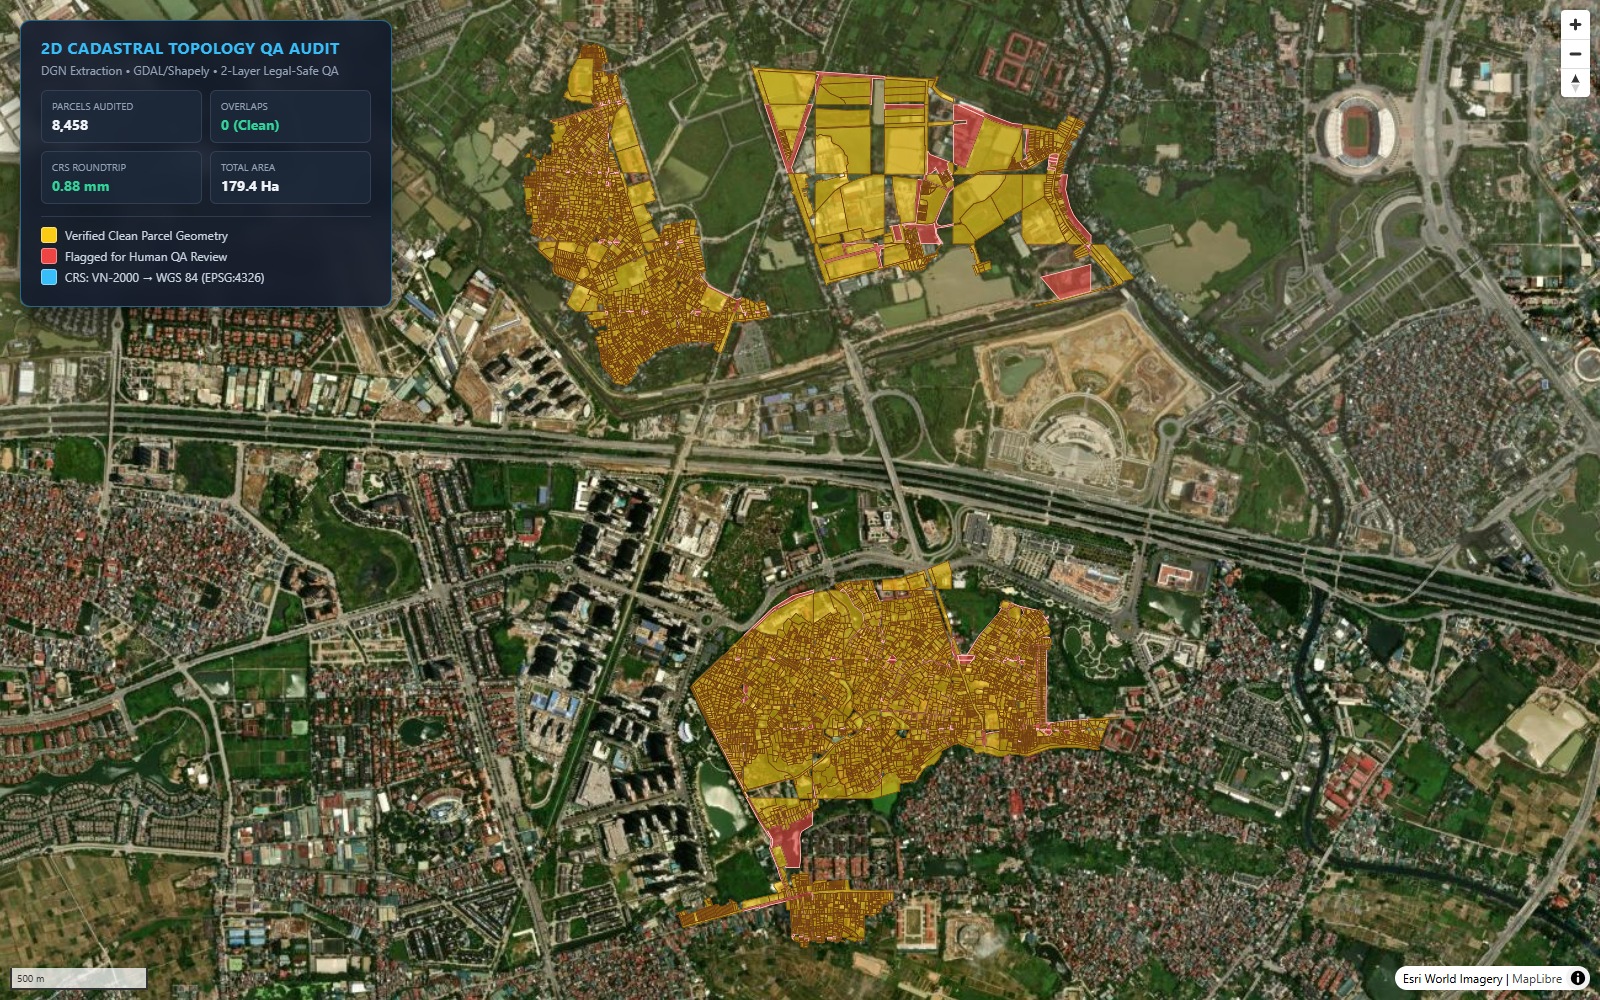 2D CADASTRAL TOPOLOGY QA AUDIT
DGN Extraction • GDAL/Shapely • 2-Layer Legal-Safe QA
PARCELS AUDITED
8,458
OVERLAPS
0 (Clean)
CRS ROUNDTRIP
0.88 mm
TOTAL AREA
179.4 Ha
Verified Clean Parcel Geometry
Flagged for Human QA Review
CRS: VN-2000 → WGS 84 (EPSG:4326)
500 m
Esri World Imagery | MapLibre